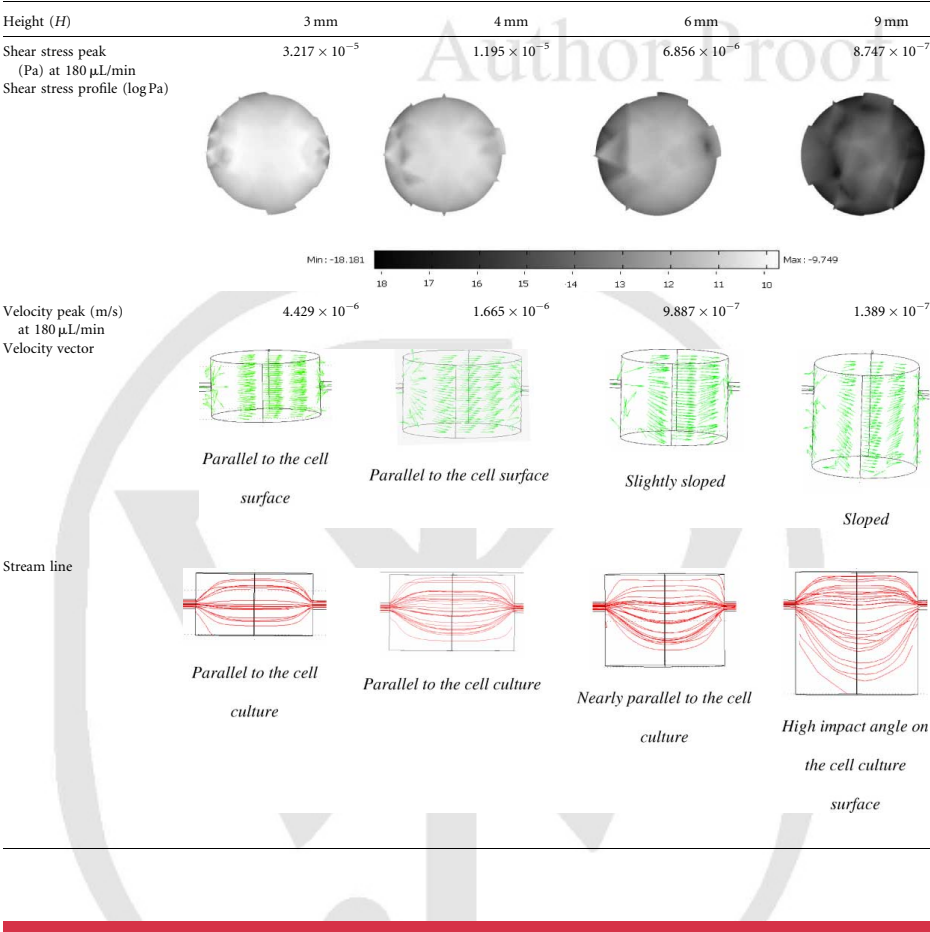 Author Proof
Height (H) 3 mm 4 mm 6 mm 9 mm
Shear stress peak 3.217 × 10⁻⁵ 1.195 × 10⁻⁵ 6.856 × 10⁻⁶ 8.747 × 10⁻⁷
(Pa) at 180 μL/min
Shear stress profile (log Pa)
Min: -18.181 Max: -9.749
18 17 16 15 -14 13 12 11 10
Velocity peak (m/s) 4.429 × 10⁻⁶ 1.665 × 10⁻⁶ 9.887 × 10⁻⁷ 1.389 × 10⁻⁷
at 180 μL/min
Velocity vector
Parallel to the cell
surface
Parallel to the cell surface
Slightly sloped
Sloped
Stream line
Parallel to the cell
culture
Parallel to the cell culture
Nearly parallel to the cell
culture
High impact angle on
the cell culture
surface